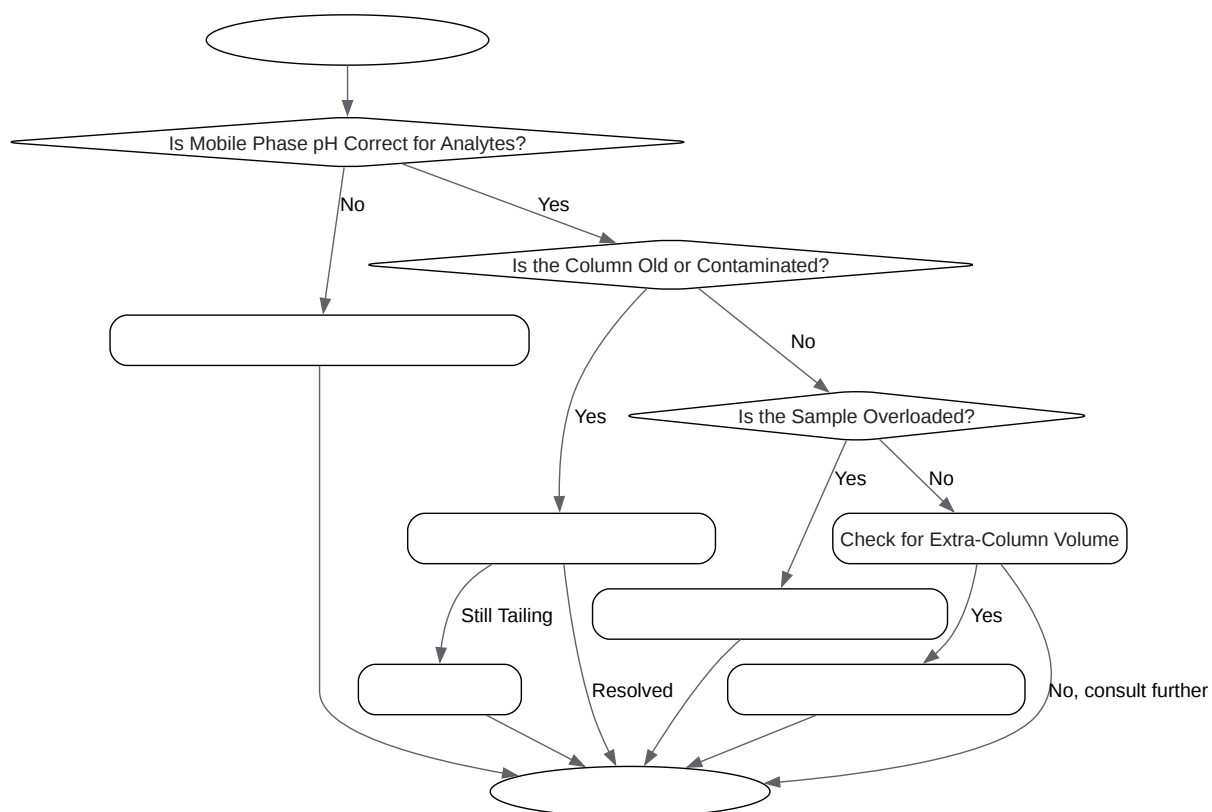 Is Mobile Phase pH Correct for Analytes?
No
Yes
Is the Column Old or Contaminated?
No
Yes
Is the Sample Overloaded?
Yes
No
Check for Extra-Column Volume
Still Tailing
Yes
Resolved
No, consult further